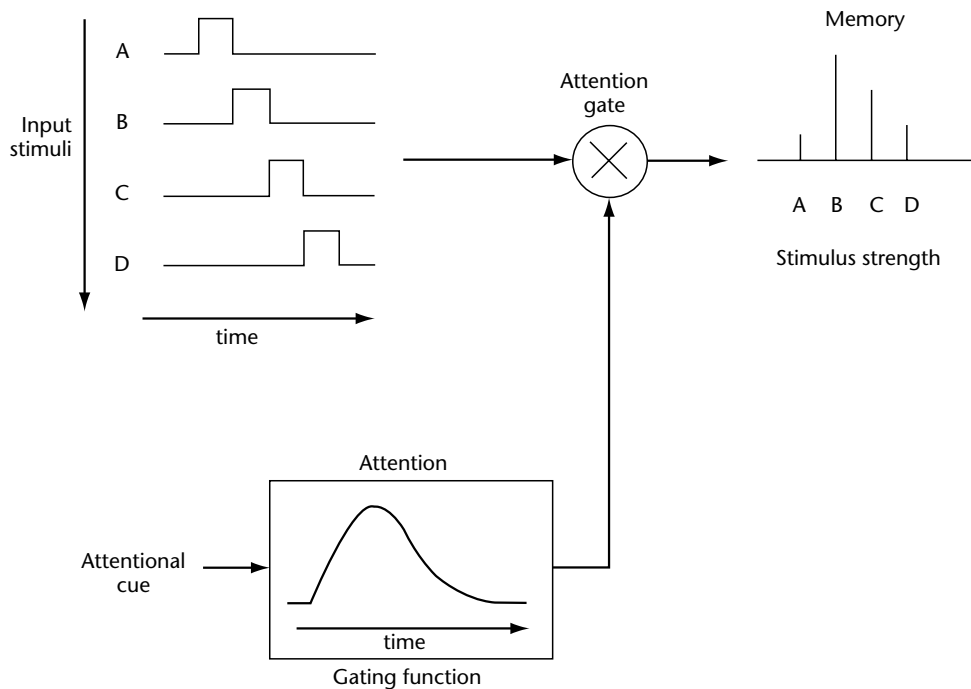 Input
stimuli
A
B
C
D
time
Attention
gate
Memory
A B C D
Stimulus strength
Attentional
cue
Attention
time
Gating function